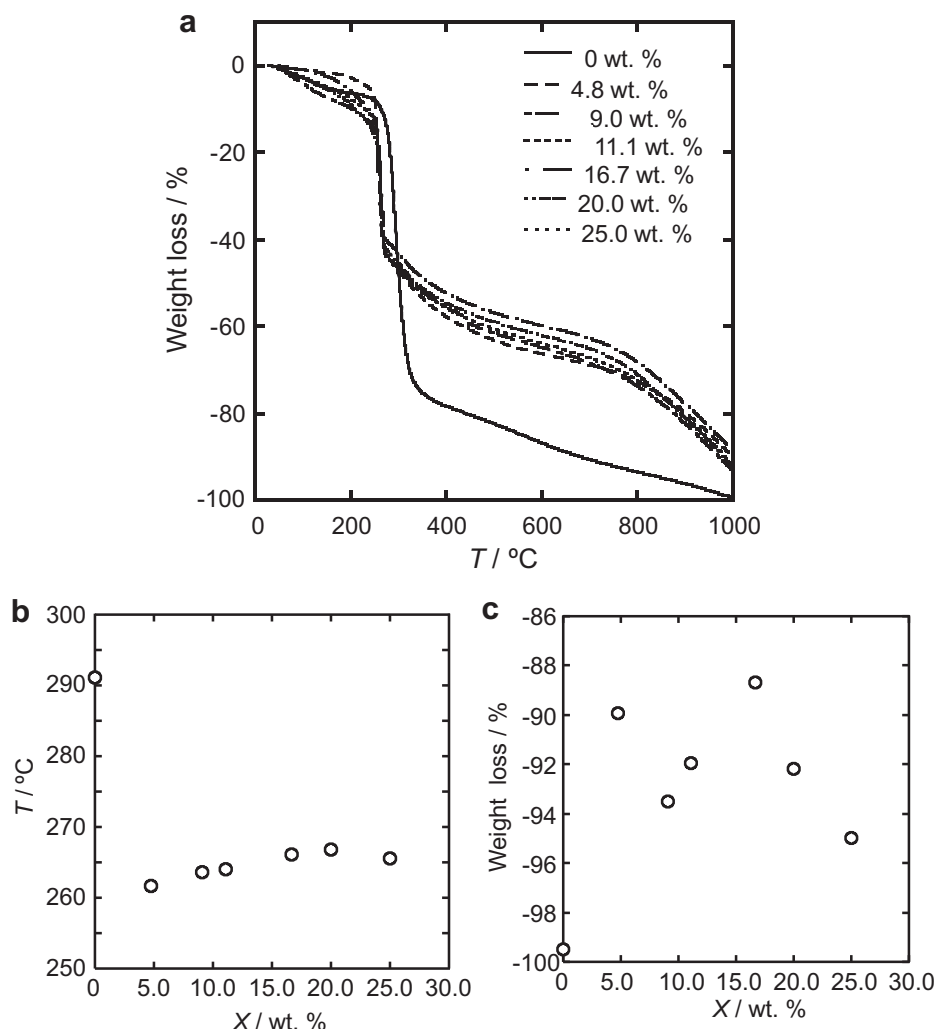 a
0
-20
-40
-60
-80
-100
Weight loss / %
0 wt. %
4.8 wt. %
9.0 wt. %
11.1 wt. %
16.7 wt. %
20.0 wt. %
25.0 wt. %
0 200 400 600 800 1000
T / ºC
b
300
290
280
270
260
250
T / ºC
0 5.0 10.0 15.0 20.0 25.0 30.0
X / wt. %
c
-86
-88
-90
-92
-94
-96
-98
-100
Weight loss / %
0 5.0 10.0 15.0 20.0 25.0 30.0
X / wt. %